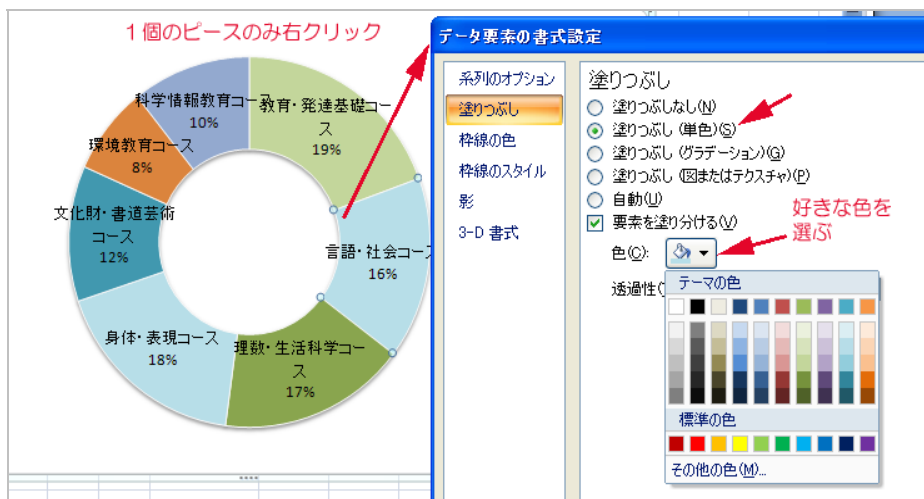 1個のピースのみ右クリック
科学情報教育コース
10%
教育・発達基礎コー
ス
19%
環境教育コース
8%
文化財・書道芸術
コース
12%
言語・社会コース
16%
身体・表現コース
18%
理数・生活科学コー
ス
17%
データ要素の書式設定
系列のオプション
塗りつぶし
枠線の色
枠線のスタイル
影
3-D 書式
塗りつぶし
塗りつぶしなし(N)
塗りつぶし (単色)(S)
塗りつぶし (グラデーション)(G)
塗りつぶし (図またはテクスチャ)(P)
自動(U)
要素を塗り分ける(V)
色(C):
好きな色を
選ぶ
透過性(
テーマの色
標準の色
その他の色(M)...